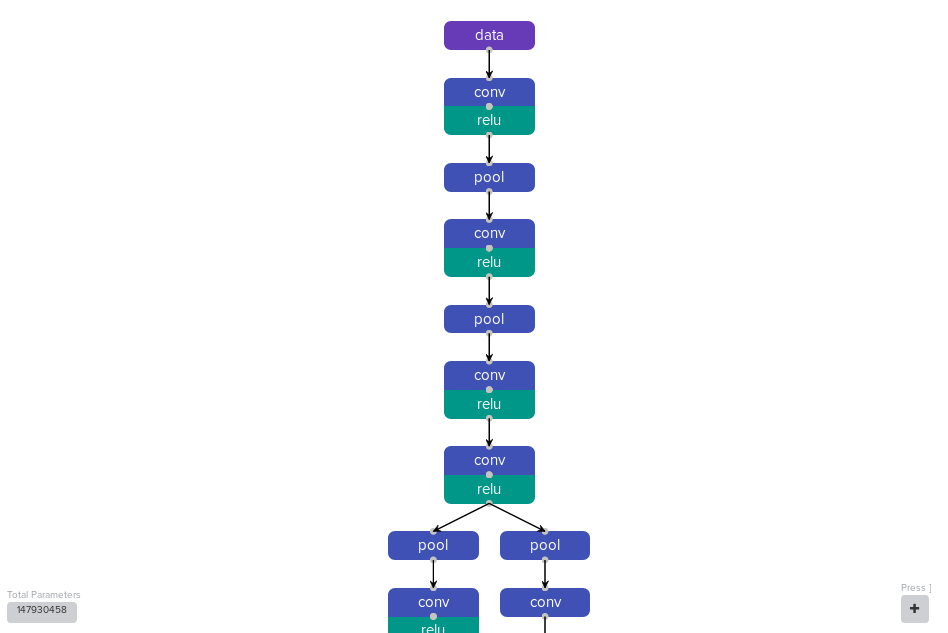 data
conv
relu
pool
conv
relu
pool
conv
relu
conv
relu
pool pool
conv conv
relu
Total Parameters
147930458
Press ]
+